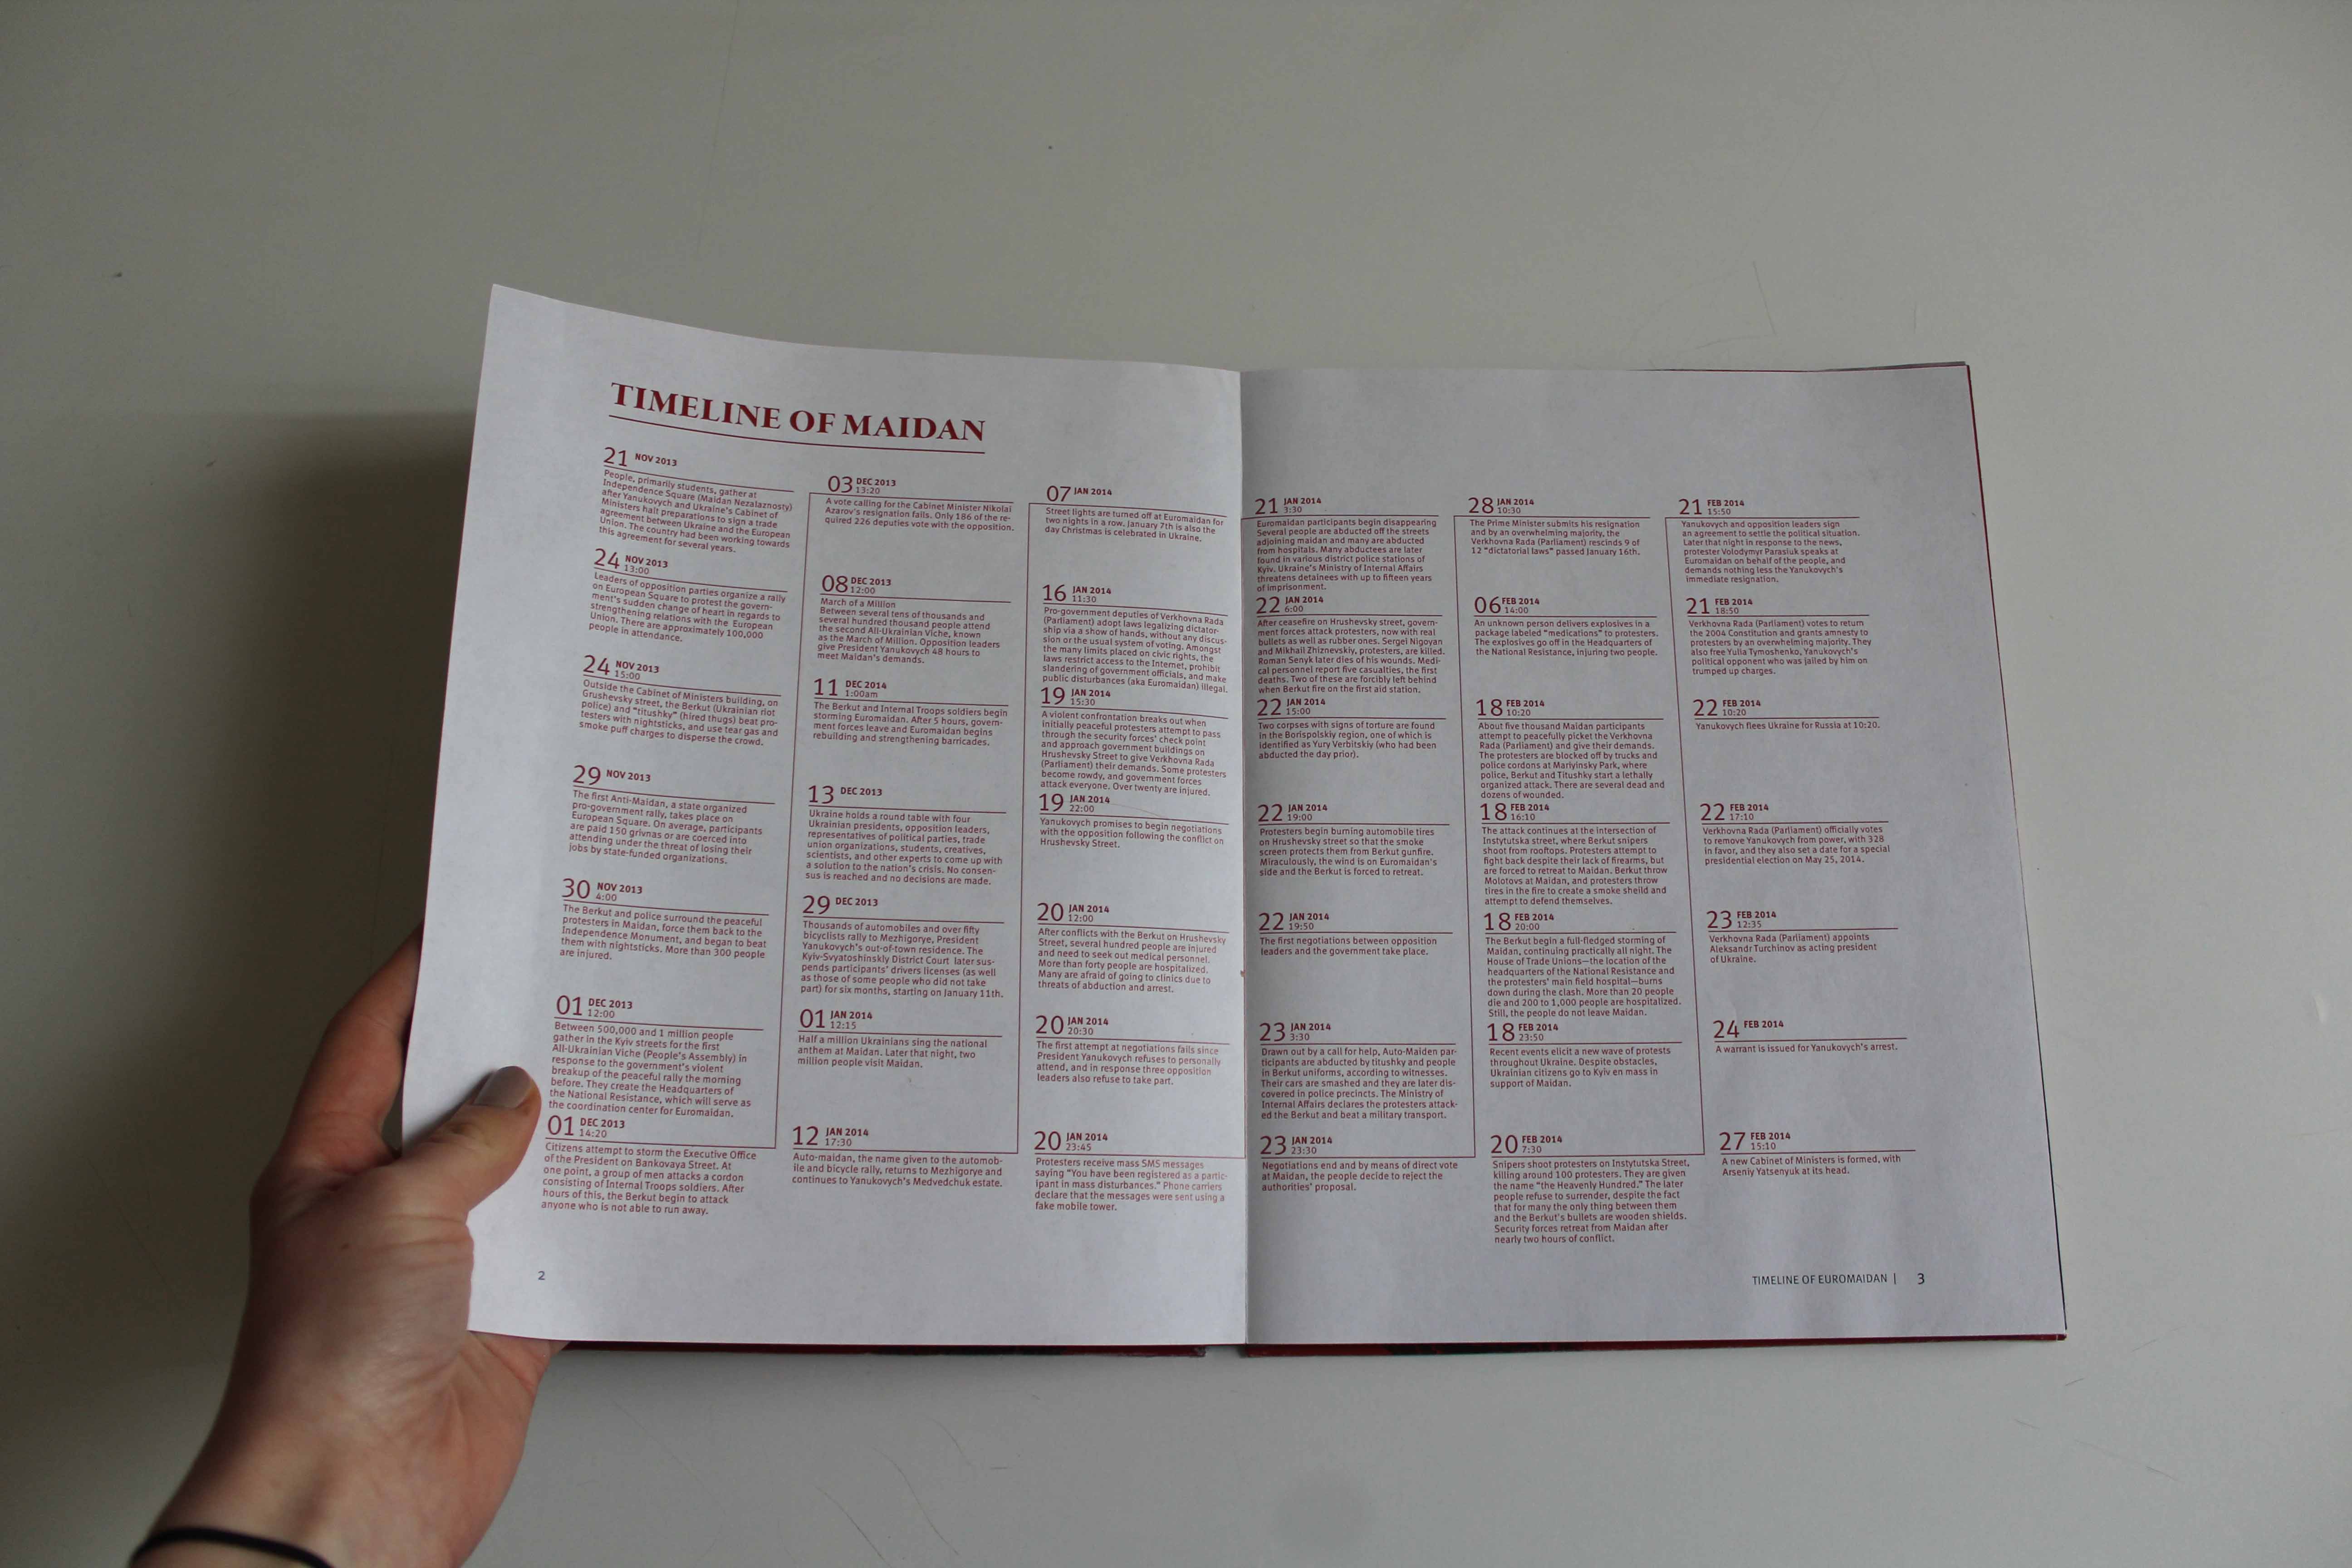 TIMELINE OF MAIDAN
21 NOV 2013
People, primarily students, gather at
Independence Square (Maidan Nezalaznosty)
after Yanukovych and Ukraine's Cabinet of
Ministers halt preparations to sign a trade
agreement between Ukraine and the European
Union. The country had been working towards
this agreement for several years.
24 NOV 2013
13:00
Leaders of opposition parties organize a rally
on European Square to protest the govern-
ment's sudden change of heart in regards to
strengthening relations with the European
Union. There are approximately 100,000
people in attendance.
24 NOV 2013
15:00
Outside the Cabinet of Ministers building, on
Grushevsky street, the Berkut (Ukrainian riot
police) and "titushky" (hired thugs) beat pro-
testers with nightsticks, and use tear gas and
smoke puff charges to disperse the crowd.
29 NOV 2013
The first Anti-Maidan, a state organized
pro-government rally, takes place on
European Square. On average, participants
are paid 150 grivnas or are coerced into
attending under the threat of losing their
jobs by state-funded organizations.
30 NOV 2013
4:00
The Berkut and police surround the peaceful
protesters in Maidan, force them back to the
Independence Monument, and began to beat
them with nightsticks. More than 300 people
are injured.
01 DEC 2013
12:00
Between 500,000 and 1 million people
gather in the Kyiv streets for the first
All-Ukrainian Viche (People's Assembly) in
response to the government's violent
breakup of the peaceful rally the morning
before. They create the Headquarters of
the National Resistance, which will serve as
the coordination center for Euromaidan.
01 DEC 2013
14:20
Citizens attempt to storm the Executive Office
of the President on Bankovaya Street. At
one point, a group of men attacks a cordon
consisting of Internal Troops soldiers. After
hours of this, the Berkut begin to attack
anyone who is not able to run away.
03 DEC 2013
13:20
A vote calling for the Cabinet Minister Nikolai
Azarov's resignation fails. Only 186 of the re-
quired 226 deputies vote with the opposition.
08 DEC 2013
12:00
March of a Million
Between several tens of thousands and
several hundred thousand people attend
the second All-Ukrainian Viche, known
as the March of Million. Opposition leaders
give President Yanukovych 48 hours to
meet Maidan's demands.
11 DEC 2014
1:00am
The Berkut and Internal Troops soldiers begin
storming Euromaidan. After 5 hours, govern-
ment forces leave and Euromaidan begins
rebuilding and strengthening barricades.
13 DEC 2013
Ukraine holds a round table with four
Ukrainian presidents, opposition leaders,
representatives of political parties, trade
union organizations, students, creatives,
scientists, and other experts to come up with
a solution to the nation's crisis. No consen-
sus is reached and no decisions are made.
29 DEC 2013
Thousands of automobiles and over fifty
bicyclists rally to Mezhigorye, President
Yanukovych's out-of-town residence. The
Kyiv-Svyatoshinskly District Court later sus-
pends participants' drivers licenses (as well
as those of some people who did not take
part) for six months, starting on January 11th.
01 JAN 2014
12:15
Half a million Ukrainians sing the national
anthem at Maidan. Later that night, two
million people visit Maidan.
12 JAN 2014
17:30
Auto-maidan, the name given to the automob-
ile and bicycle rally, returns to Mezhigorye and
continues to Yanukovych's Medvedchuk estate.
07 JAN 2014
Street lights are turned off at Euromaidan for
two nights in a row. January 7th is also the
day Christmas is celebrated in Ukraine.
16 JAN 2014
11:30
Pro-government deputies of Verkhovna Rada
(Parliament) adopt laws legalizing dictator-
ship via a show of hands, without any discus-
sion or the usual system of voting. Amongst
the many limits placed on civic rights, the
laws restrict access to the Internet, prohibit
slandering of government officials, and make
public disturbances (aka Euromaidan) illegal.
19 JAN 2014
15:30
A violent confrontation breaks out when
initially peaceful protesters attempt to pass
through the security forces' check point
and approach government buildings on
Hrushevsky Street to give Verkhovna Rada
(Parliament) their demands. Some protesters
become rowdy, and government forces
attack everyone. Over twenty are injured.
19 JAN 2014
22:00
Yanukovych promises to begin negotiations
with the opposition following the conflict on
Hrushevsky Street.
20 JAN 2014
12:00
After conflicts with the Berkut on Hrushevsky
Street, several hundred people are injured
and need to seek out medical personnel.
More than forty people are hospitalized.
Many are afraid of going to clinics due to
threats of abduction and arrest.
20 JAN 2014
20:30
The first attempt at negotiations fails since
President Yanukovych refuses to personally
attend, and in response three opposition
leaders also refuse to take part.
20 JAN 2014
23:45
Protesters receive mass SMS messages
saying "You have been registered as a partic-
ipant in mass disturbances." Phone carriers
declare that the messages were sent using a
fake mobile tower.
2
21 JAN 2014
3:30
Euromaidan participants begin disappearing
Several people are abducted off the streets
adjoining maidan and many are abducted
from hospitals. Many abductees are later
found in various district police stations of
Kyiv. Ukraine's Ministry of Internal Affairs
threatens detainees with up to fifteen years
of imprisonment.
22 JAN 2014
6:00
After ceasefire on Hrushevsky street, govern-
ment forces attack protesters, now with real
bullets as well as rubber ones. Sergei Nigoyan
and Mikhail Zhiznevskiy, protesters, are killed.
Roman Senyk later dies of his wounds. Medi-
cal personnel report five casualties, the first
deaths. Two of these are forcibly left behind
when Berkut fire on the first aid station.
22 JAN 2014
15:00
Two corpses with signs of torture are found
in the Borispolskiy region, one of which is
identified as Yury Verbitskiy (who had been
abducted the day prior).
22 JAN 2014
19:00
Protesters begin burning automobile tires
on Hrushevsky street so that the smoke
screen protects them from Berkut gunfire.
Miraculously, the wind is on Euromaidan's
side and the Berkut is forced to retreat.
22 JAN 2014
19:50
The first negotiations between opposition
leaders and the government take place.
23 JAN 2014
3:30
Drawn out by a call for help, Auto-Maiden par-
ticipants are abducted by titushky and people
in Berkut uniforms, according to witnesses.
Their cars are smashed and they are later dis-
covered in police precincts. The Ministry of
Internal Affairs declares the protesters attack-
ed the Berkut and beat a military transport.
23 JAN 2014
23:30
Negotiations end and by means of direct vote
at Maidan, the people decide to reject the
authorities' proposal.
28 JAN 2014
10:30
The Prime Minister submits his resignation
and by an overwhelming majority, the
Verkhovna Rada (Parliament) rescinds 9 of
12 "dictatorial laws" passed January 16th.
06 FEB 2014
14:00
An unknown person delivers explosives in a
package labeled "medications" to protesters.
The explosives go off in the Headquarters of
the National Resistance, injuring two people.
18 FEB 2014
10:20
About five thousand Maidan participants
attempt to peacefully picket the Verkhovna
Rada (Parliament) and give their demands.
The protesters are blocked off by trucks and
police cordons at Mariyinsky Park, where
police, Berkut and Titushky start a lethally
organized attack. There are several dead and
dozens of wounded.
18 FEB 2014
16:10
The attack continues at the intersection of
Instytutska street, where Berkut snipers
shoot from rooftops. Protesters attempt to
fight back despite their lack of firearms, but
are forced to retreat to Maidan. Berkut throw
Molotovs at Maidan, and protesters throw
tires in the fire to create a smoke sheild and
attempt to defend themselves.
18 FEB 2014
20:00
The Berkut begin a full-fledged storming of
Maidan, continuing practically all night. The
House of Trade Unions—the location of the
headquarters of the National Resistance and
the protesters' main field hospital—burns
down during the clash. More than 20 people
die and 200 to 1,000 people are hospitalized.
Still, the people do not leave Maidan.
18 FEB 2014
23:50
Recent events elicit a new wave of protests
throughout Ukraine. Despite obstacles,
Ukrainian citizens go to Kyiv en mass in
support of Maidan.
20 FEB 2014
7:30
Snipers shoot protesters on Instytutska Street,
killing around 100 protesters. They are given
the name "the Heavenly Hundred." The later
people refuse to surrender, despite the fact
that for many the only thing between them
and the Berkut's bullets are wooden shields.
Security forces retreat from Maidan after
nearly two hours of conflict.
21 FEB 2014
15:50
Yanukovych and opposition leaders sign
an agreement to settle the political situation.
Later that night in response to the news,
protester Volodymyr Parasiuk speaks at
Euromaidan on behalf of the people, and
demands nothing less the Yanukovych's
immediate resignation.
21 FEB 2014
18:50
Verkhovna Rada (Parliament) votes to return
the 2004 Constitution and grants amnesty to
protesters by an overwhelming majority. They
also free Yulia Tymoshenko, Yanukovych's
political opponent who was jailed by him on
trumped up charges.
22 FEB 2014
10:20
Yanukovych flees Ukraine for Russia at 10:20.
22 FEB 2014
17:10
Verkhovna Rada (Parliament) officially votes
to remove Yanukovych from power, with 328
in favor, and they also set a date for a special
presidential election on May 25, 2014.
23 FEB 2014
12:35
Verkhovna Rada (Parliament) appoints
Aleksandr Turchinov as acting president
of Ukraine.
24 FEB 2014
A warrant is issued for Yanukovych's arrest.
27 FEB 2014
15:10
A new Cabinet of Ministers is formed, with
Arseniy Yatsenyuk at its head.
TIMELINE OF EUROMAIDAN | 3